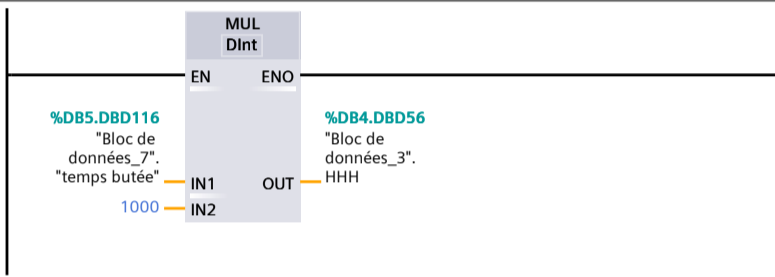 MUL
DInt
EN ENO
%DB5.DBD116
"Bloc de
données_7".
"temps butée"
IN1
1000
IN2
%DB4.DBD56
"Bloc de
données_3".
HHH
OUT